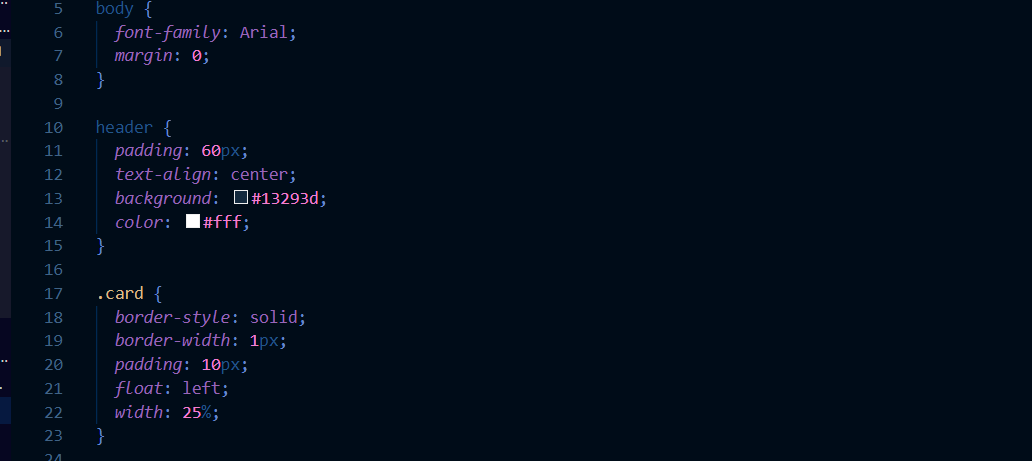 5 body {
6 font-family: Arial;
7 margin: 0;
8 }
9
10 header {
11 padding: 60px;
12 text-align: center;
13 background: #13293d;
14 color: #fff;
15 }
16
17 .card {
18 border-style: solid;
19 border-width: 1px;
20 padding: 10px;
21 float: left;
22 width: 25%;
23 }
24